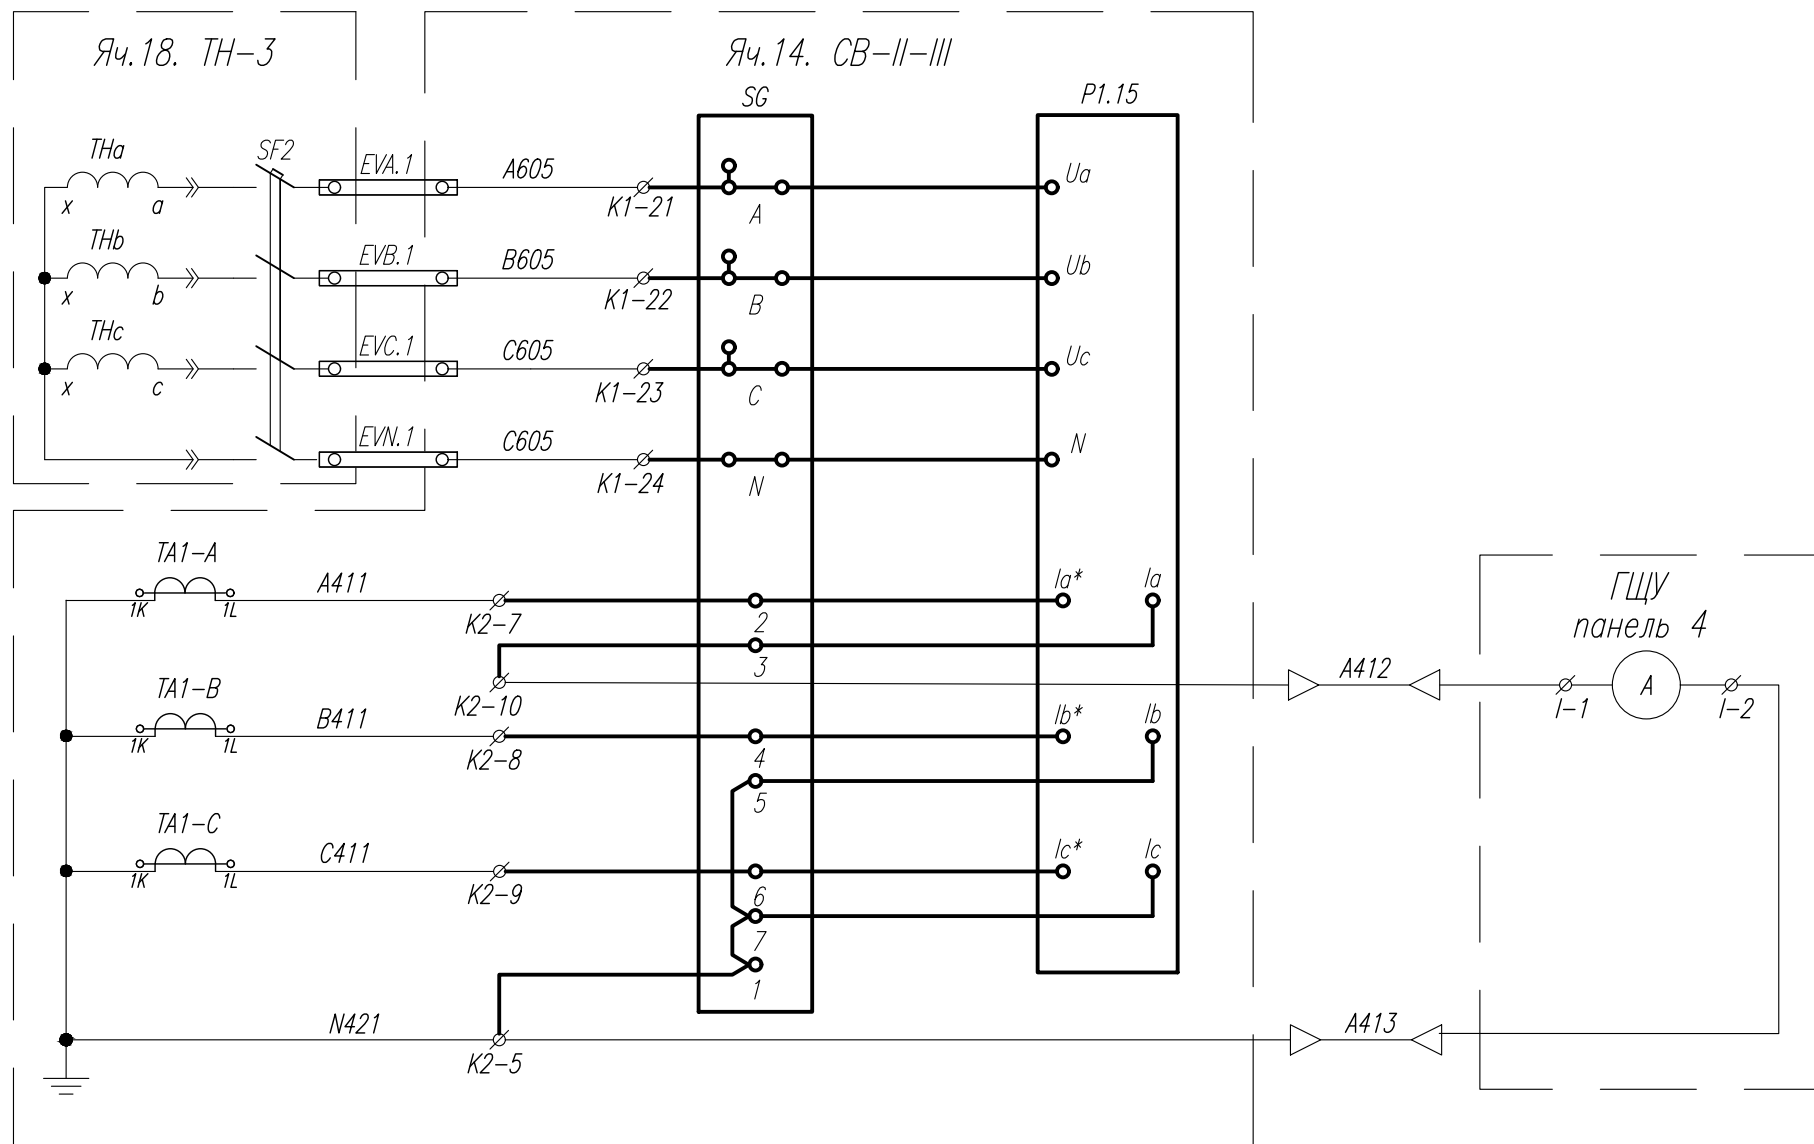 Яч.18. ТН-3
Яч.14. СВ-II-III
SG
P1.15
THa
SF2
EVA.1
A605
K1-21
x
a
A
Ua
THb
EVB.1
B605
K1-22
x
b
B
Ub
THc
EVC.1
C605
K1-23
x
c
C
Uc
EVN.1
C605
K1-24
N
N
TA1-A
1K
1L
A411
K2-7
2
Ia*
Ia
3
K2-10
ГЩУ
панель 4
A412
I-1
A
I-2
TA1-B
1K
1L
B411
K2-8
4
Ib*
Ib
5
TA1-C
1K
1L
C411
K2-9
6
Ic*
Ic
7
1
N421
K2-5
A413